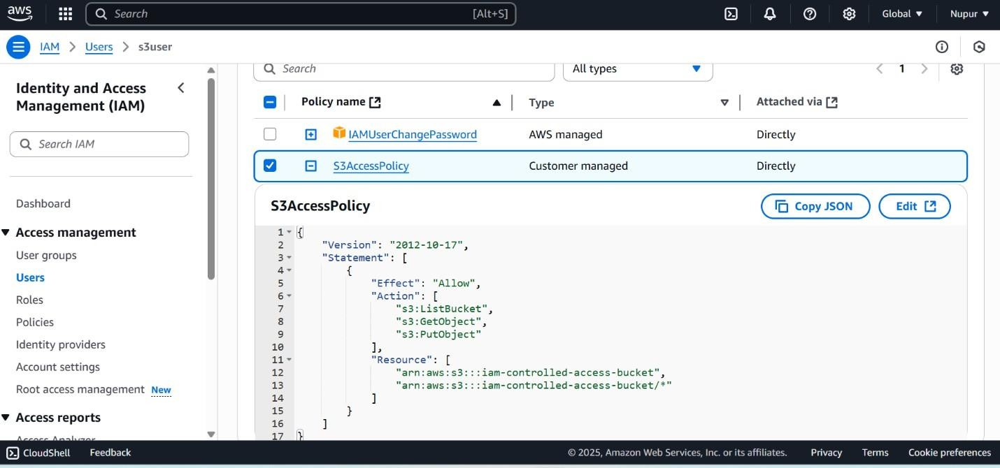 aws
Search [Alt+S] Global Nupur
IAM Users s3user
Identity and Access
Management (IAM)
Search IAM
Dashboard
Access management
User groups
Users
Roles
Policies
Identity providers
Account settings
Root access management New
Access reports
Access Analyzer
Search All types 1
Policy name Type Attached via
IAMUserChangePassword AWS managed Directly
S3AccessPolicy Customer managed Directly
S3AccessPolicy Copy JSON Edit
1 {
2 "Version": "2012-10-17",
3 "Statement": [
4 {
5 "Effect": "Allow",
6 "Action": [
7 "s3:ListBucket",
8 "s3:GetObject",
9 "s3:PutObject"
10 ],
11 "Resource": [
12 "arn:aws:s3:::iam-controlled-access-bucket",
13 "arn:aws:s3:::iam-controlled-access-bucket/*"
14 ]
15 }
16 ]
17 }
CloudShell Feedback © 2025, Amazon Web Services, Inc. or its affiliates. Privacy Terms Cookie preferences